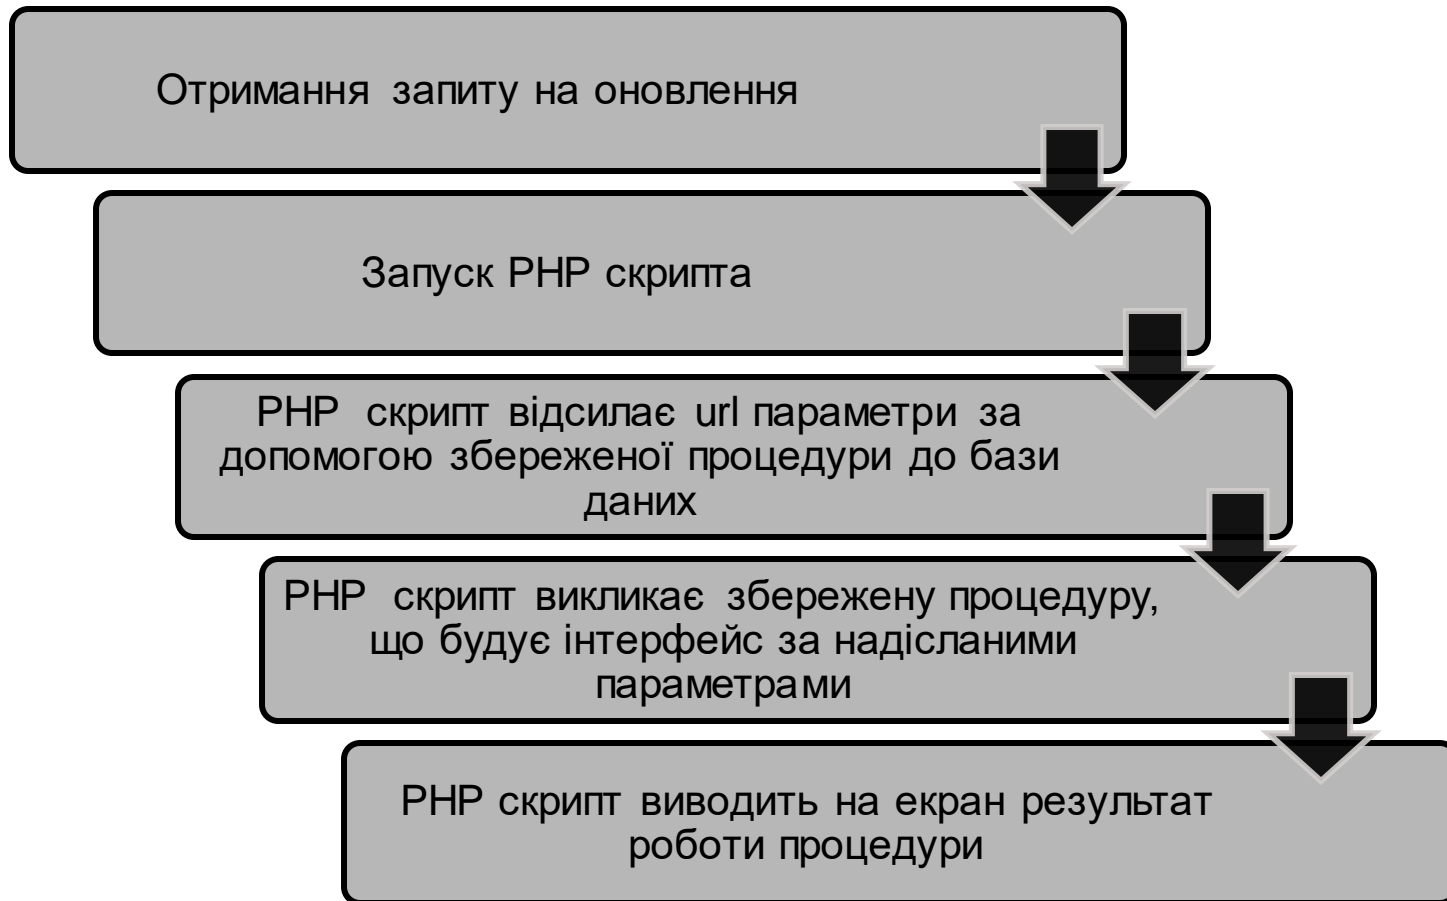 Отримання запиту на оновлення
Запуск PHP скрипта
PHP скрипт відсилає url параметри за
допомогою збереженої процедури до бази
даних
PHP скрипт викликає збережену процедуру,
що будує інтерфейс за надісланими
параметрами
PHP скрипт виводить на екран результат
роботи процедури